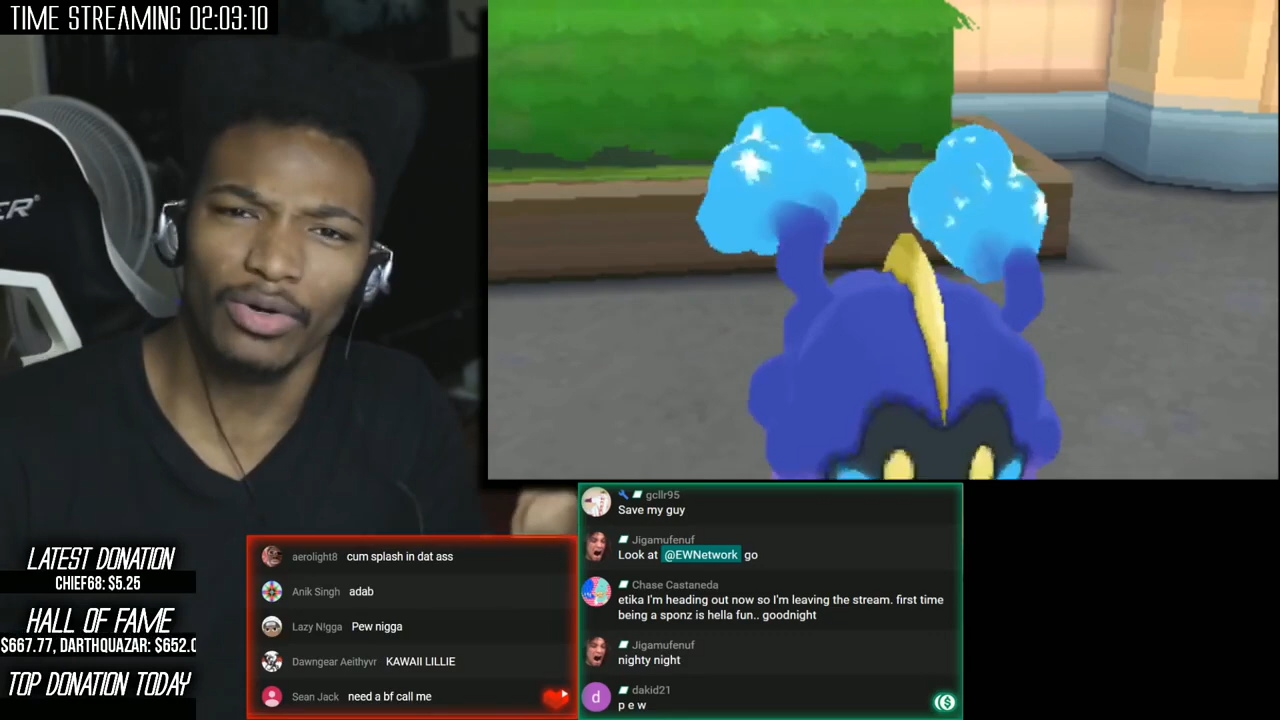 TIME STREAMING 02:03:10
ER
LATEST DONATION
CHIEF68: $5.25
HALL OF FAME
$667.77, DARTHQUAZAR: $652.0
TOP DONATION TODAY
aerolight8 cum splash in dat ass
Anik Singh adab
Lazy N!gga Pew nigga
Dawngear Aeithyvr KAWAII LILLIE
Sean Jack need a bf call me
gcllr95
Save my guy
Jigamufenuf
Look at @EWNetwork go
Chase Castaneda
etika I'm heading out now so I'm leaving the stream. first time
being a sponz is hella fun.. goodnight
Jigamufenuf
nighty night
d
dakid21
p e w